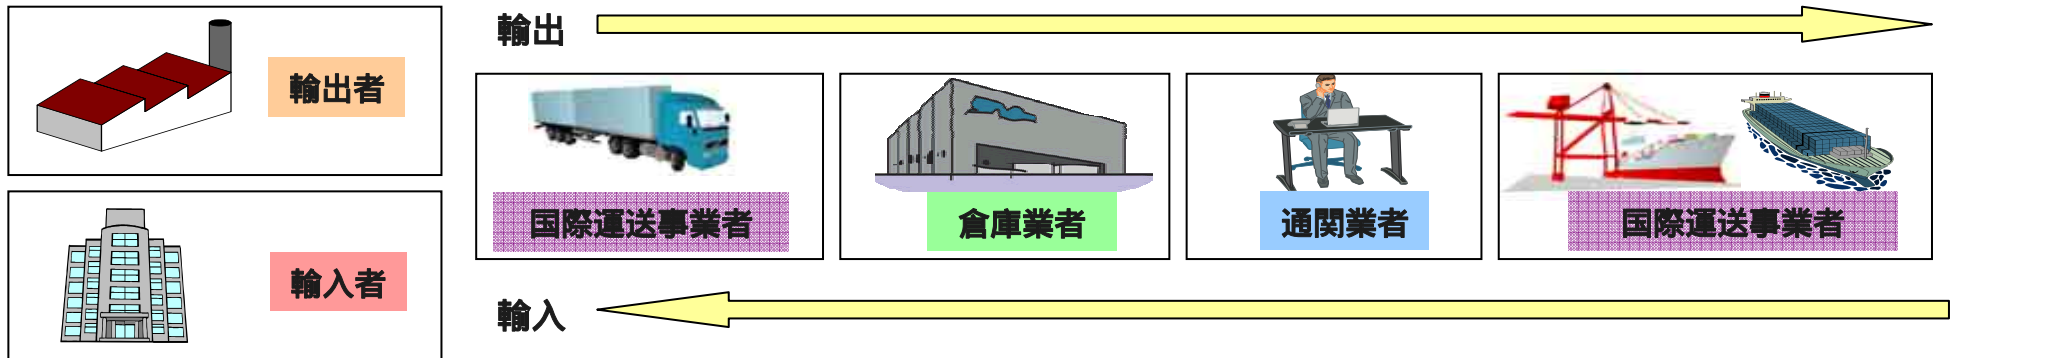 輸出
輸出者
国際運送事業者
倉庫業者
通関業者
国際運送事業者
輸入者
輸入